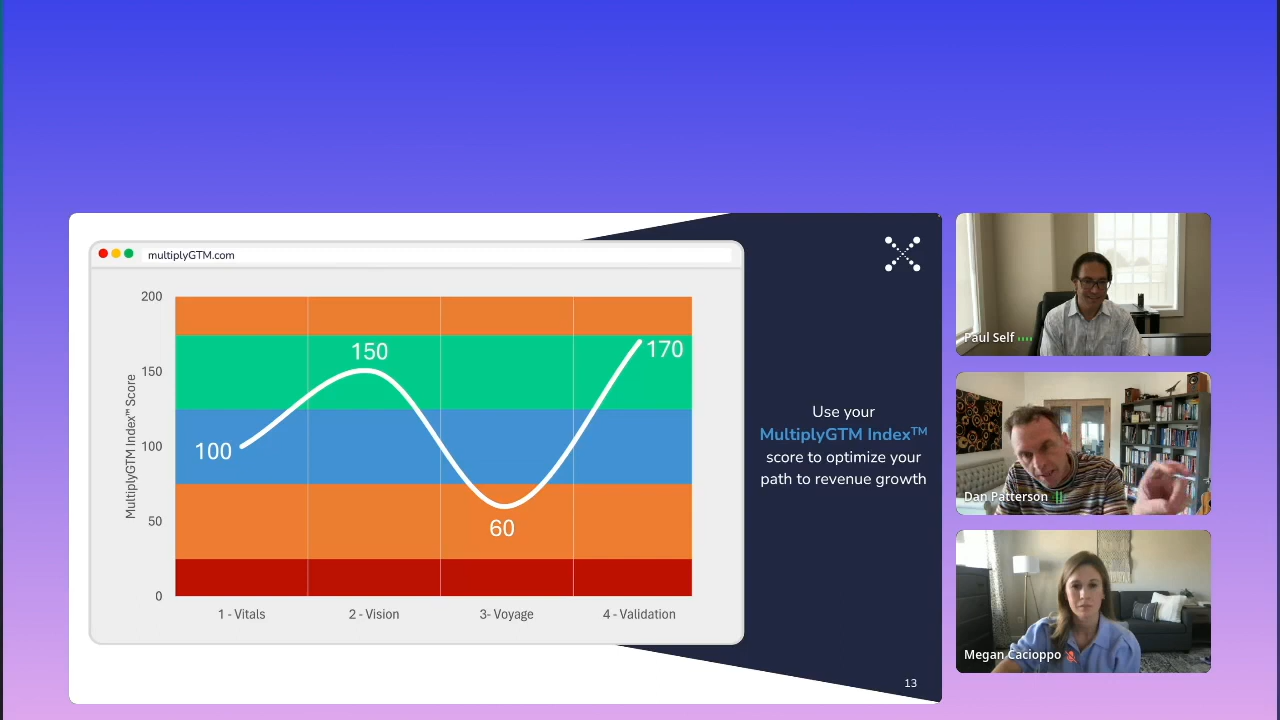 multiplyGTM.com
200
150
100
50
0
MultiplyGTM Index™ Score
100
150
60
170
1 - Vitals
2 - Vision
3- Voyage
4 - Validation
Use your
MultiplyGTM Index™
score to optimize your
path to revenue growth
13
Paul Self
Dan Patterson
Megan Cacioppo